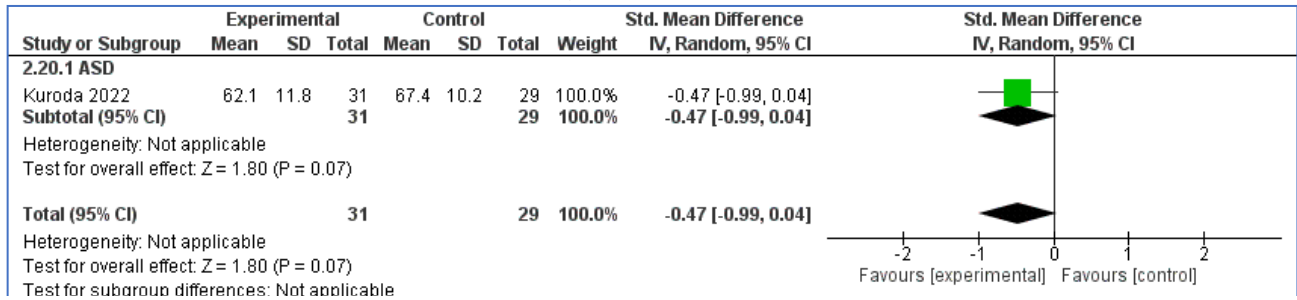 Experimental Control Std. Mean Difference Std. Mean Difference
Study or Subgroup Mean SD Total Mean SD Total Weight IV, Random, 95% CI IV, Random, 95% CI
2.20.1 ASD
Kuroda 2022 62.1 11.8 31 67.4 10.2 29 100.0% -0.47 [-0.99, 0.04]
Subtotal (95% CI) 31 29 100.0% -0.47 [-0.99, 0.04]
Heterogeneity: Not applicable
Test for overall effect: Z = 1.80 (P = 0.07)
Total (95% CI) 31 29 100.0% -0.47 [-0.99, 0.04]
Heterogeneity: Not applicable
-2 -1 0 1 2
Test for overall effect: Z = 1.80 (P = 0.07)
Favours [experimental] Favours [control]
Test for subgroup differences: Not applicable